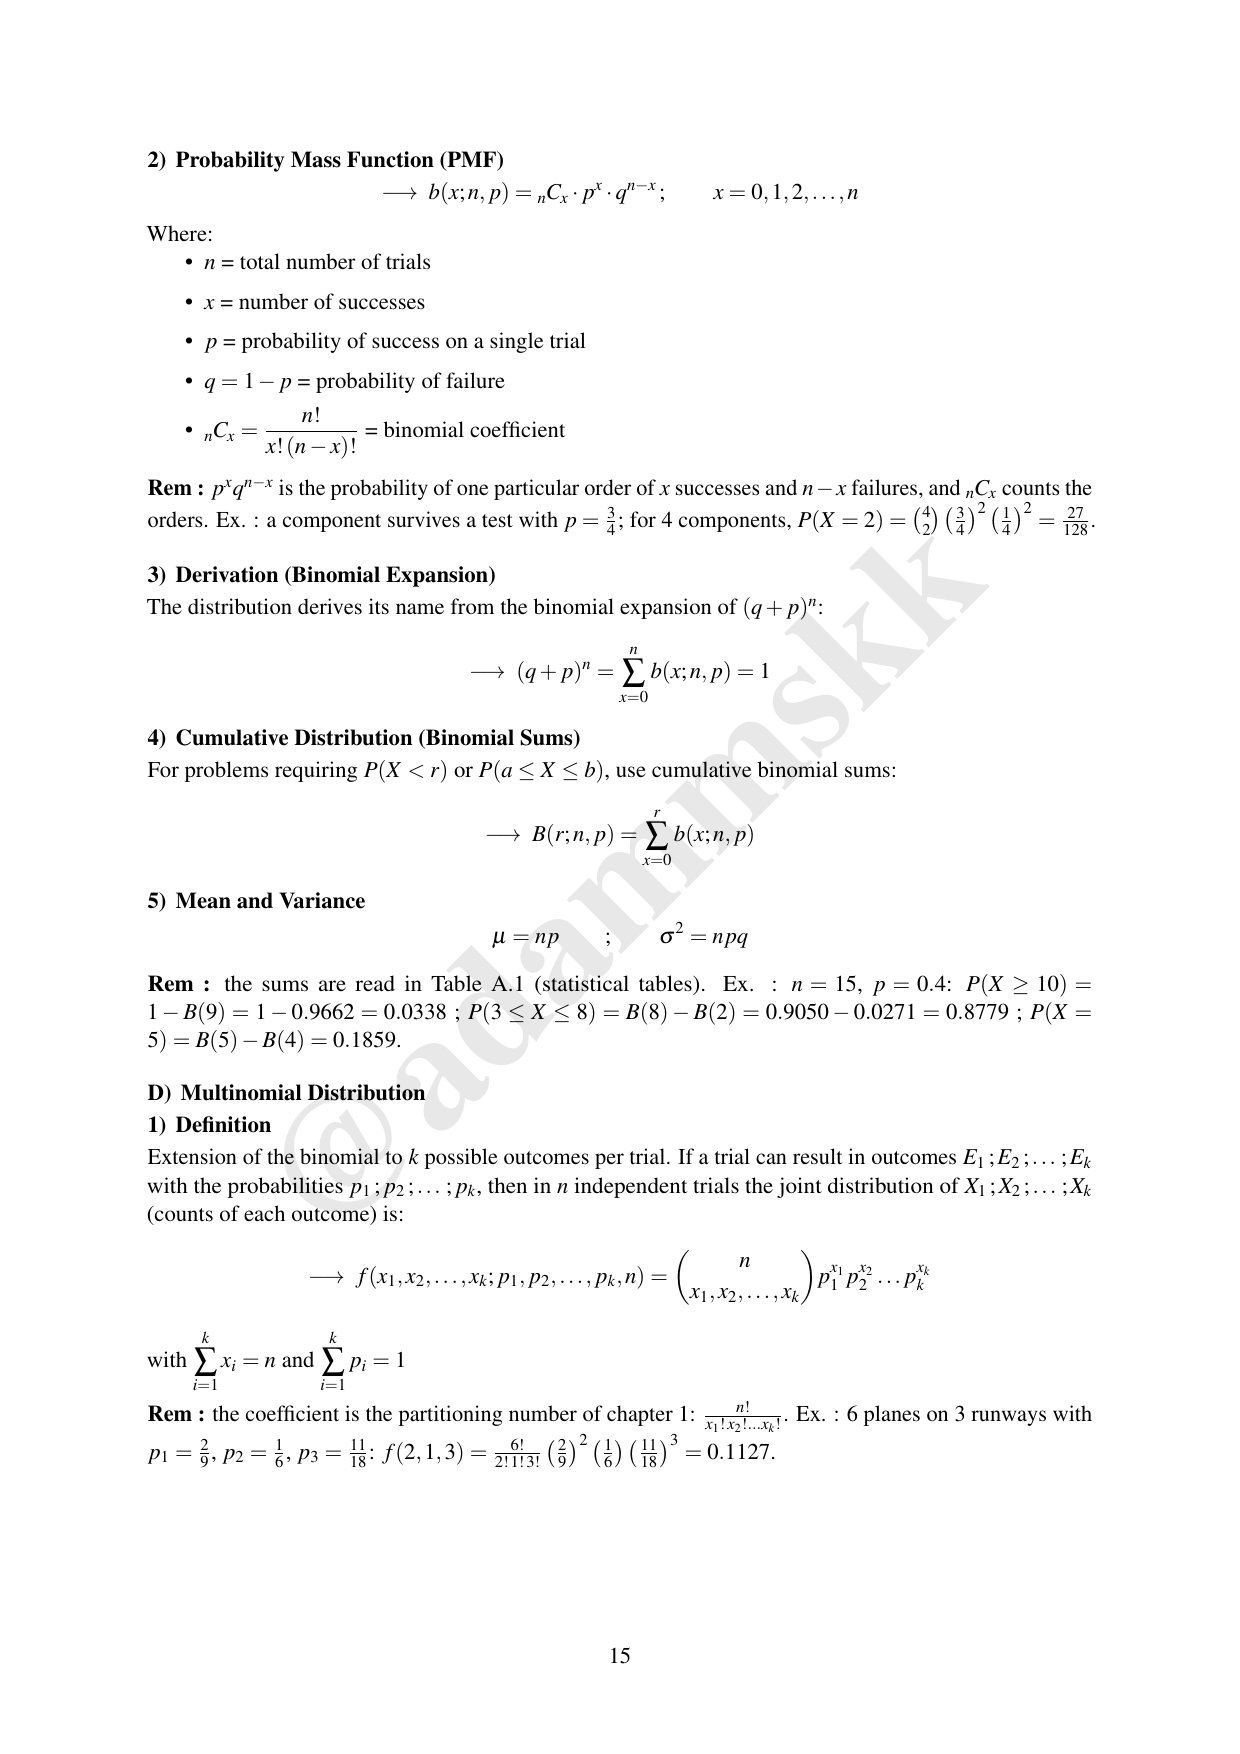 2) Probability Mass Function (PMF)
⟶ b(x;n,p) = ₙCₓ · pˣ · qⁿ⁻ˣ ;  x = 0,1,2,…,n
Where:
• n = total number of trials
• x = number of successes
• p = probability of success on a single trial
• q = 1 − p = probability of failure
• ₙCₓ = n! / (x!(n−x)!) = binomial coefficient
Rem : pˣqⁿ⁻ˣ is the probability of one particular order of x successes and n−x failures, and ₙCₓ counts the
orders. Ex. : a component survives a test with p = 3/4; for 4 components, P(X = 2) = (4 2) (3/4)² (1/4)² = 27/128.
3) Derivation (Binomial Expansion)
The distribution derives its name from the binomial expansion of (q+p)ⁿ:
⟶ (q+p)ⁿ = ∑_{x=0}^{n} b(x;n,p) = 1
4) Cumulative Distribution (Binomial Sums)
For problems requiring P(X < r) or P(a ≤ X ≤ b), use cumulative binomial sums:
⟶ B(r;n,p) = ∑_{x=0}^{r} b(x;n,p)
5) Mean and Variance
μ = np ; σ² = npq
Rem : the sums are read in Table A.1 (statistical tables). Ex. : n = 15, p = 0.4: P(X ≥ 10) =
1−B(9) = 1−0.9662 = 0.0338 ; P(3 ≤ X ≤ 8) = B(8)−B(2) = 0.9050−0.0271 = 0.8779 ; P(X =
5) = B(5)−B(4) = 0.1859.
D) Multinomial Distribution
1) Definition
Extension of the binomial to k possible outcomes per trial. If a trial can result in outcomes E₁;E₂;…;Eₖ
with the probabilities p₁;p₂;…;pₖ, then in n independent trials the joint distribution of X₁;X₂;…;Xₖ
(counts of each outcome) is:
⟶ f(x₁,x₂,…,xₖ;p₁,p₂,…,pₖ,n) = (n x₁,x₂,…,xₖ) p₁^{x₁} p₂^{x₂} … pₖ^{xₖ}
with ∑_{i=1}^{k} xᵢ = n and ∑_{i=1}^{k} pᵢ = 1
Rem : the coefficient is the partitioning number of chapter 1: n!/(x₁!x₂!…xₖ!). Ex. : 6 planes on 3 runways with
p₁ = 2/9, p₂ = 1/6, p₃ = 11/18: f(2,1,3) = 6!/(2!1!3!) (2/9)² (1/6) (11/18)³ = 0.1127.
15
@adammskk